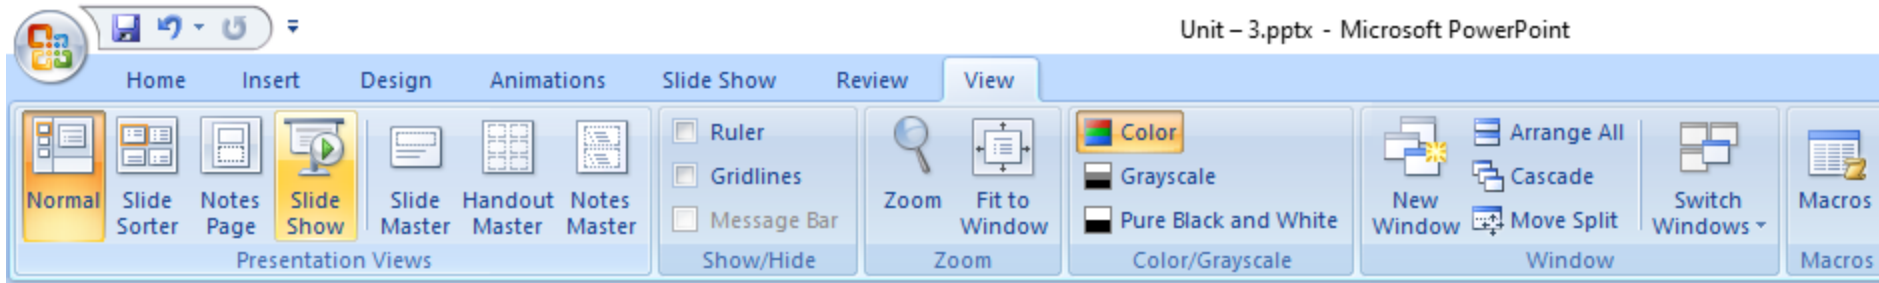 Unit – 3.pptx - Microsoft PowerPoint
Home Insert Design Animations Slide Show Review View
Normal
Slide Sorter
Notes Page
Slide Show
Slide Master
Handout Master
Notes Master
Presentation Views
Ruler
Gridlines
Message Bar
Show/Hide
Zoom
Fit to Window
Zoom
Color
Grayscale
Pure Black and White
Color/Grayscale
New Window
Arrange All
Cascade
Move Split
Switch Windows
Window
Macros
Macros